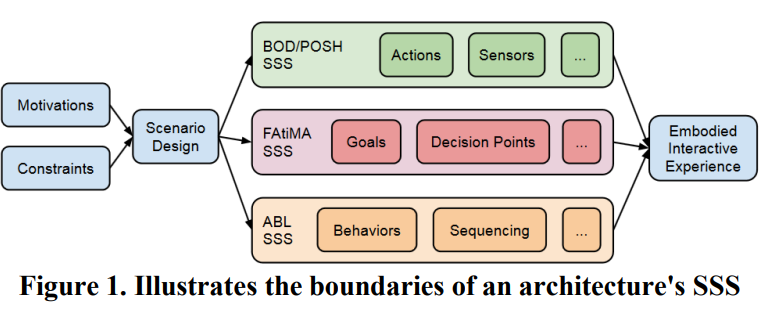 Motivations
Constraints
Scenario
Design
BOD/POSH
SSS
Actions
Sensors
...
FAtiMA
SSS
Goals
Decision Points
...
ABL
SSS
Behaviors
Sequencing
...
Embodied
Interactive
Experience
Figure 1. Illustrates the boundaries of an architecture's SSS